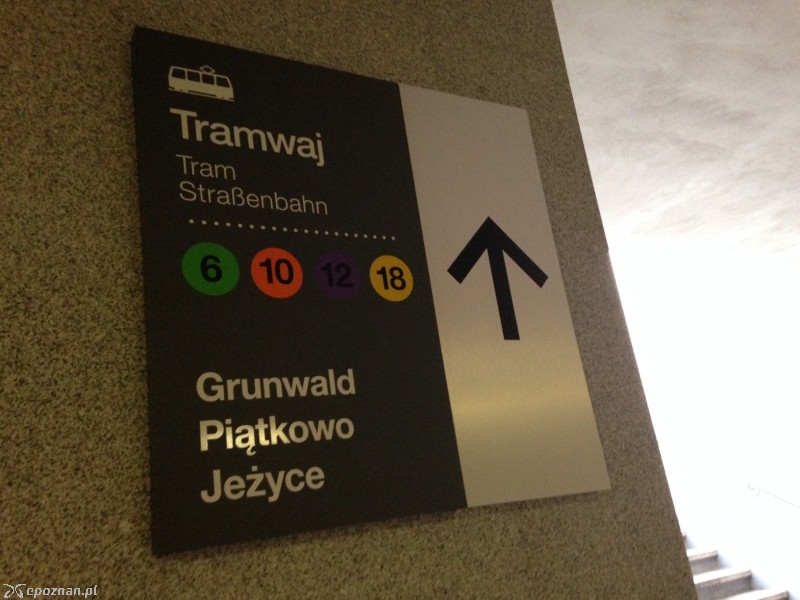 Tramwaj
Tram
Straßenbahn
6 10 12 18
Grunwald
Piątkowo
Jeżyce
epoznan.pl